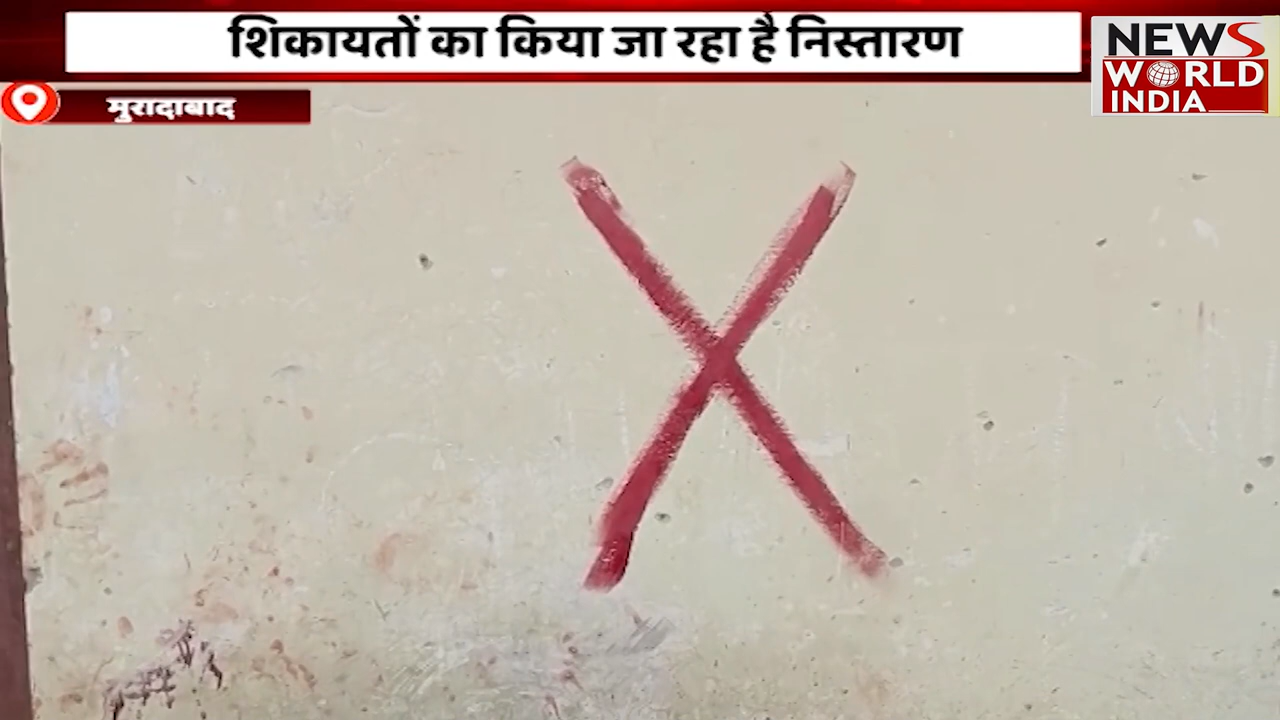 शिकायतों का किया जा रहा है निस्तारण
NEWS
WORLD
INDIA
मुरादाबाद
X